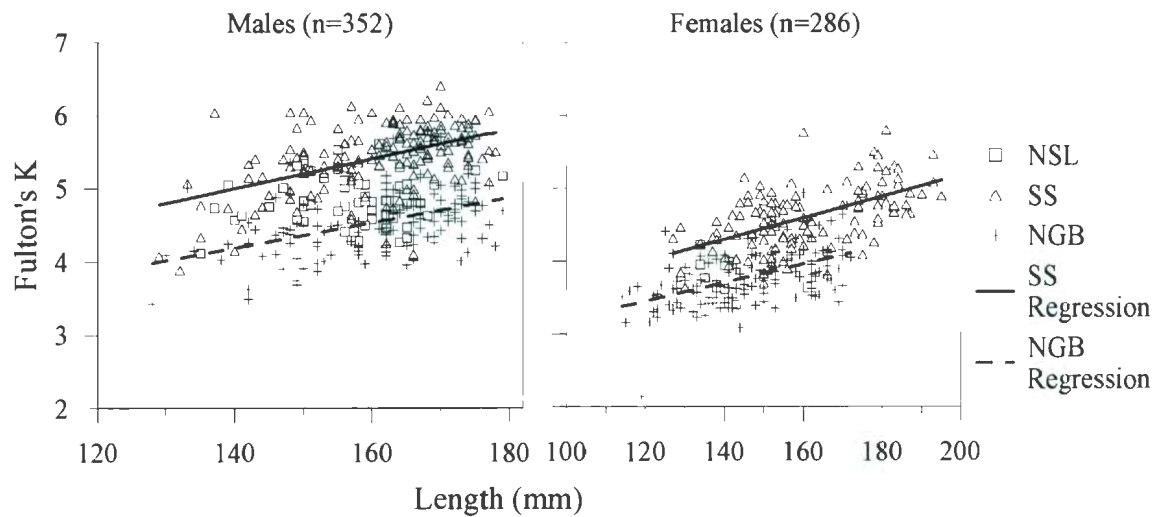 Males (n=352)
Females (n=286)
7
6
5
4
3
2
Fulton's K
120
140
160
180
100
120
140
160
180
200
Length (mm)
NSL
SS
NGB
SS
Regression
NGB
Regression